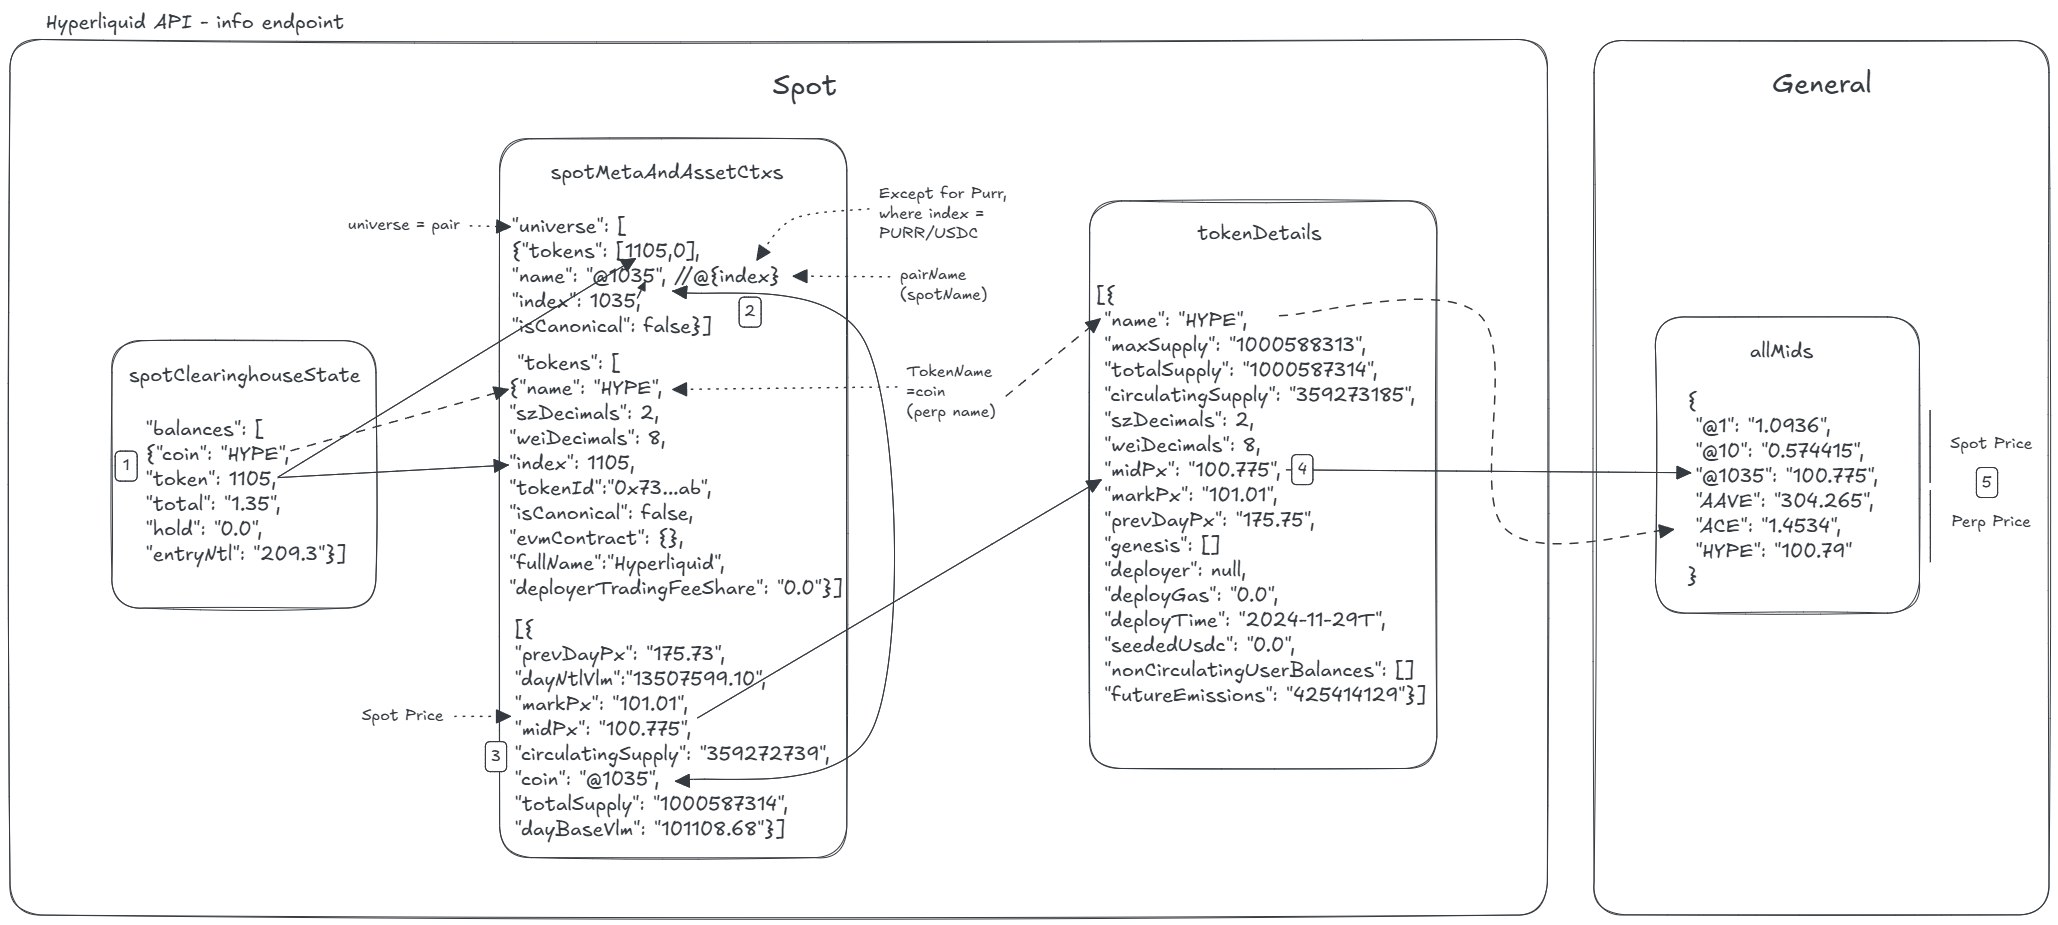 Hyperliquid API - info endpoint
Spot
spotClearinghouseState
1
"balances": [
{"coin": "HYPE",
"token": 1105,
"total": "1.35",
"hold": "0.0",
"entryNtl": "209.3"}]
spotMetaAndAssetCtxs
universe = pair
"universe": [
{"tokens": [1105,0],
"name": "@1035", //@{index}
"index": 1035,
"isCanonical": false}]
2
Except for Purr,
where index =
PURR/USDC
pairName
(spotName)
"tokens": [
{"name": "HYPE",
"szDecimals": 2,
"weiDecimals": 8,
"index": 1105,
"tokenId":"0x73...ab",
"isCanonical": false,
"evmContract": {},
"fullName":"Hyperliquid",
"deployerTradingFeeShare": "0.0"}]
TokenName
=coin
(perp name)
[{
"prevDayPx": "175.73",
"dayNtlVlm":"13507599.10",
"markPx": "101.01",
"midPx": "100.775",
"circulatingSupply": "359272739",
"coin": "@1035",
"totalSupply": "1000587314",
"dayBaseVlm": "101108.68"}]
Spot Price
3
tokenDetails
[{
"name": "HYPE",
"maxSupply": "1000588313",
"totalSupply": "1000587314",
"circulatingSupply": "359273185",
"szDecimals": 2,
"weiDecimals": 8,
"midPx": "100.775",
4
"markPx": "101.01",
"prevDayPx": "175.75",
"genesis": []
"deployer": null,
"deployGas": "0.0",
"deployTime": "2024-11-29T",
"seededUsdc": "0.0",
"nonCirculatingUserBalances": []
"futureEmissions": "425414129"}]
General
allMids
{
"@1": "1.0936",
"@10": "0.574415",
"@1035": "100.775",
"AAVE": "304.265",
"ACE": "1.4534",
"HYPE": "100.79"
}
Spot Price
5
Perp Price